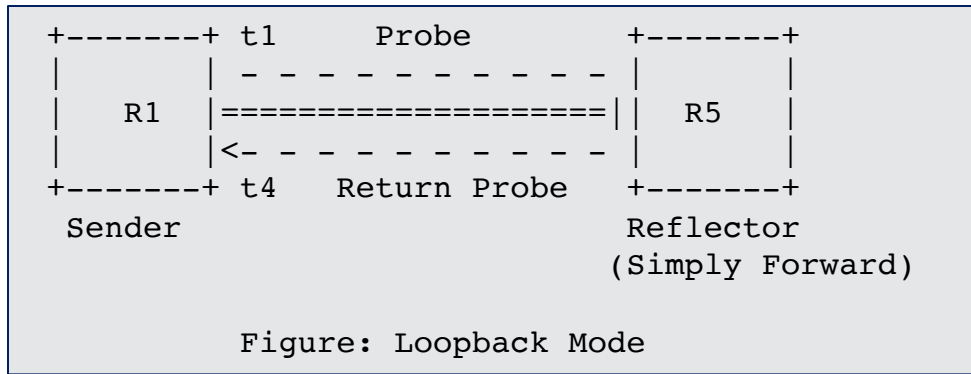 +-------+ t1 Probe +-------+
| | - - - - - - - - - - | |
| R1 |===================|| R5 |
| |<- - - - - - - - - - | |
+-------+ t4 Return Probe +-------+
Sender Reflector
(Simply Forward)
Figure: Loopback Mode